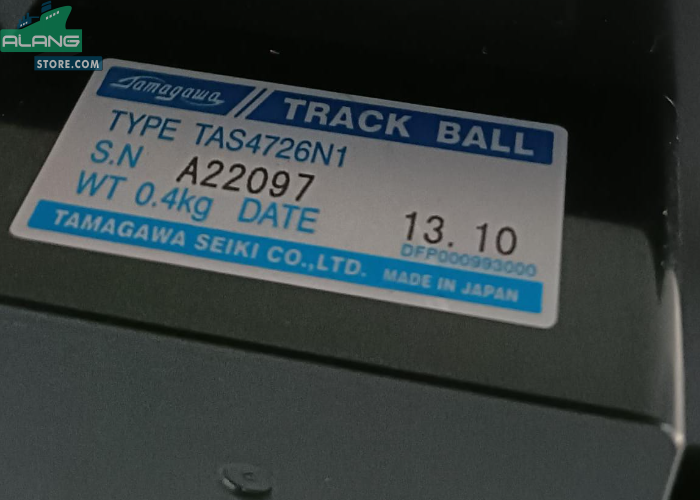 ALANG
STORE.COM
Tamagawa TRACK BALL
TYPE TAS4726N1
S.N A22097
WT 0.4kg DATE 13.10
DFP000993000
TAMAGAWA SEIKI CO.,LTD. MADE IN JAPAN